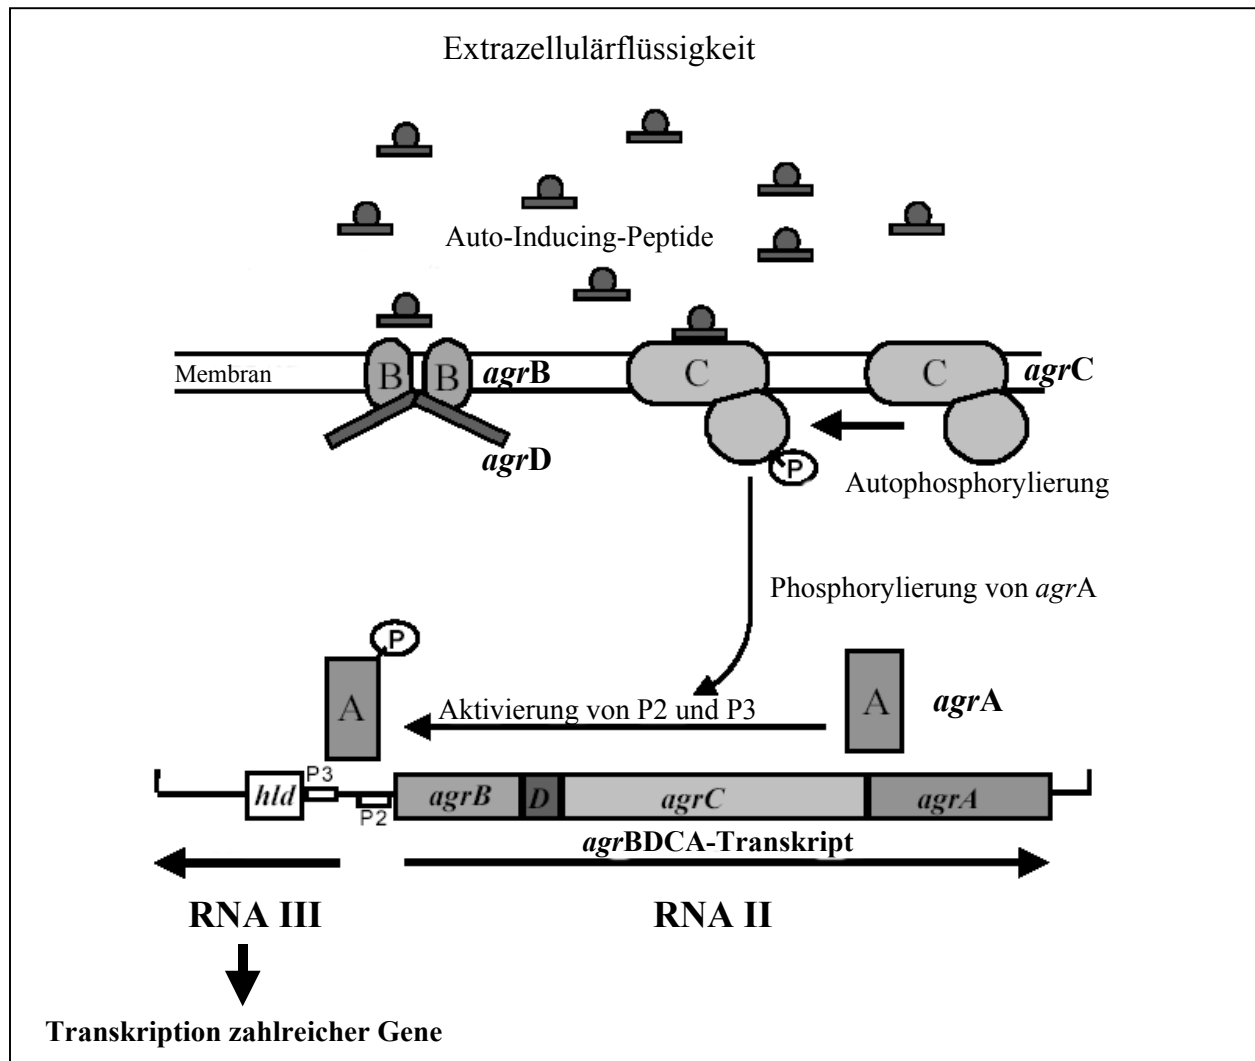 Extrazellulärflüssigkeit
Auto-Inducing-Peptide
Membran
B B
agrB
C
C
agrC
agrD
P
Autophosphorylierung
Phosphorylierung von agrA
P
A
Aktivierung von P2 und P3
A
agrA
hld
P3
P2
agrB
D
agrC
agrA
agrBDCA-Transkript
RNA III
RNA II
Transkription zahlreicher Gene